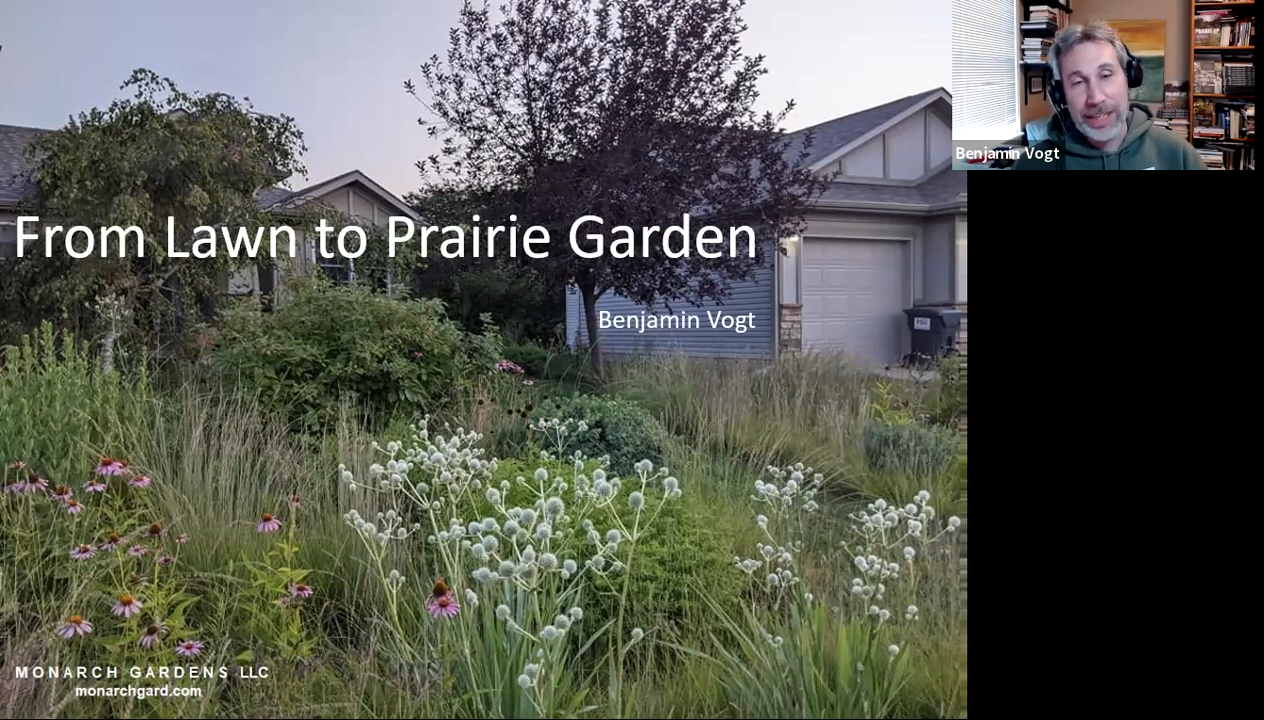 Benjamin Vogt
From Lawn to Prairie Garden
Benjamin Vogt
MONARCH GARDENS LLC
monarchgard.com